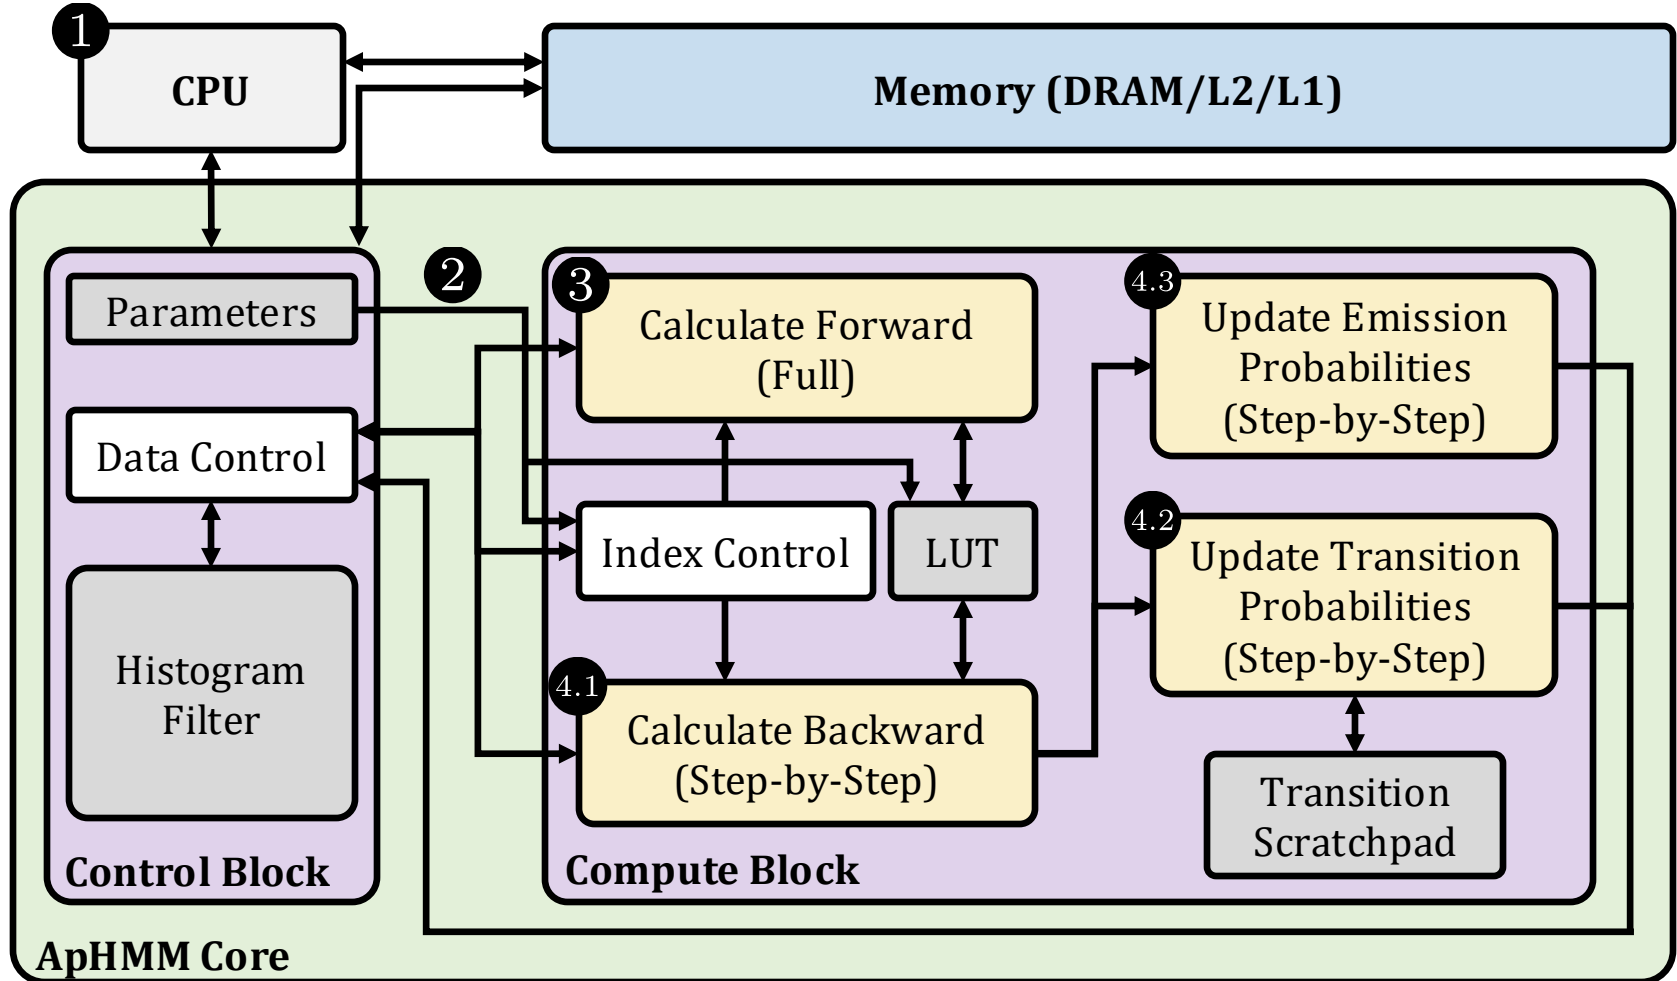 1
CPU
Memory (DRAM/L2/L1)
2
Parameters
Data Control
Histogram
Filter
Control Block
3
Calculate Forward
(Full)
Index Control
LUT
4.1
Calculate Backward
(Step-by-Step)
Compute Block
4.3
Update Emission
Probabilities
(Step-by-Step)
4.2
Update Transition
Probabilities
(Step-by-Step)
Transition
Scratchpad
ApHMM Core